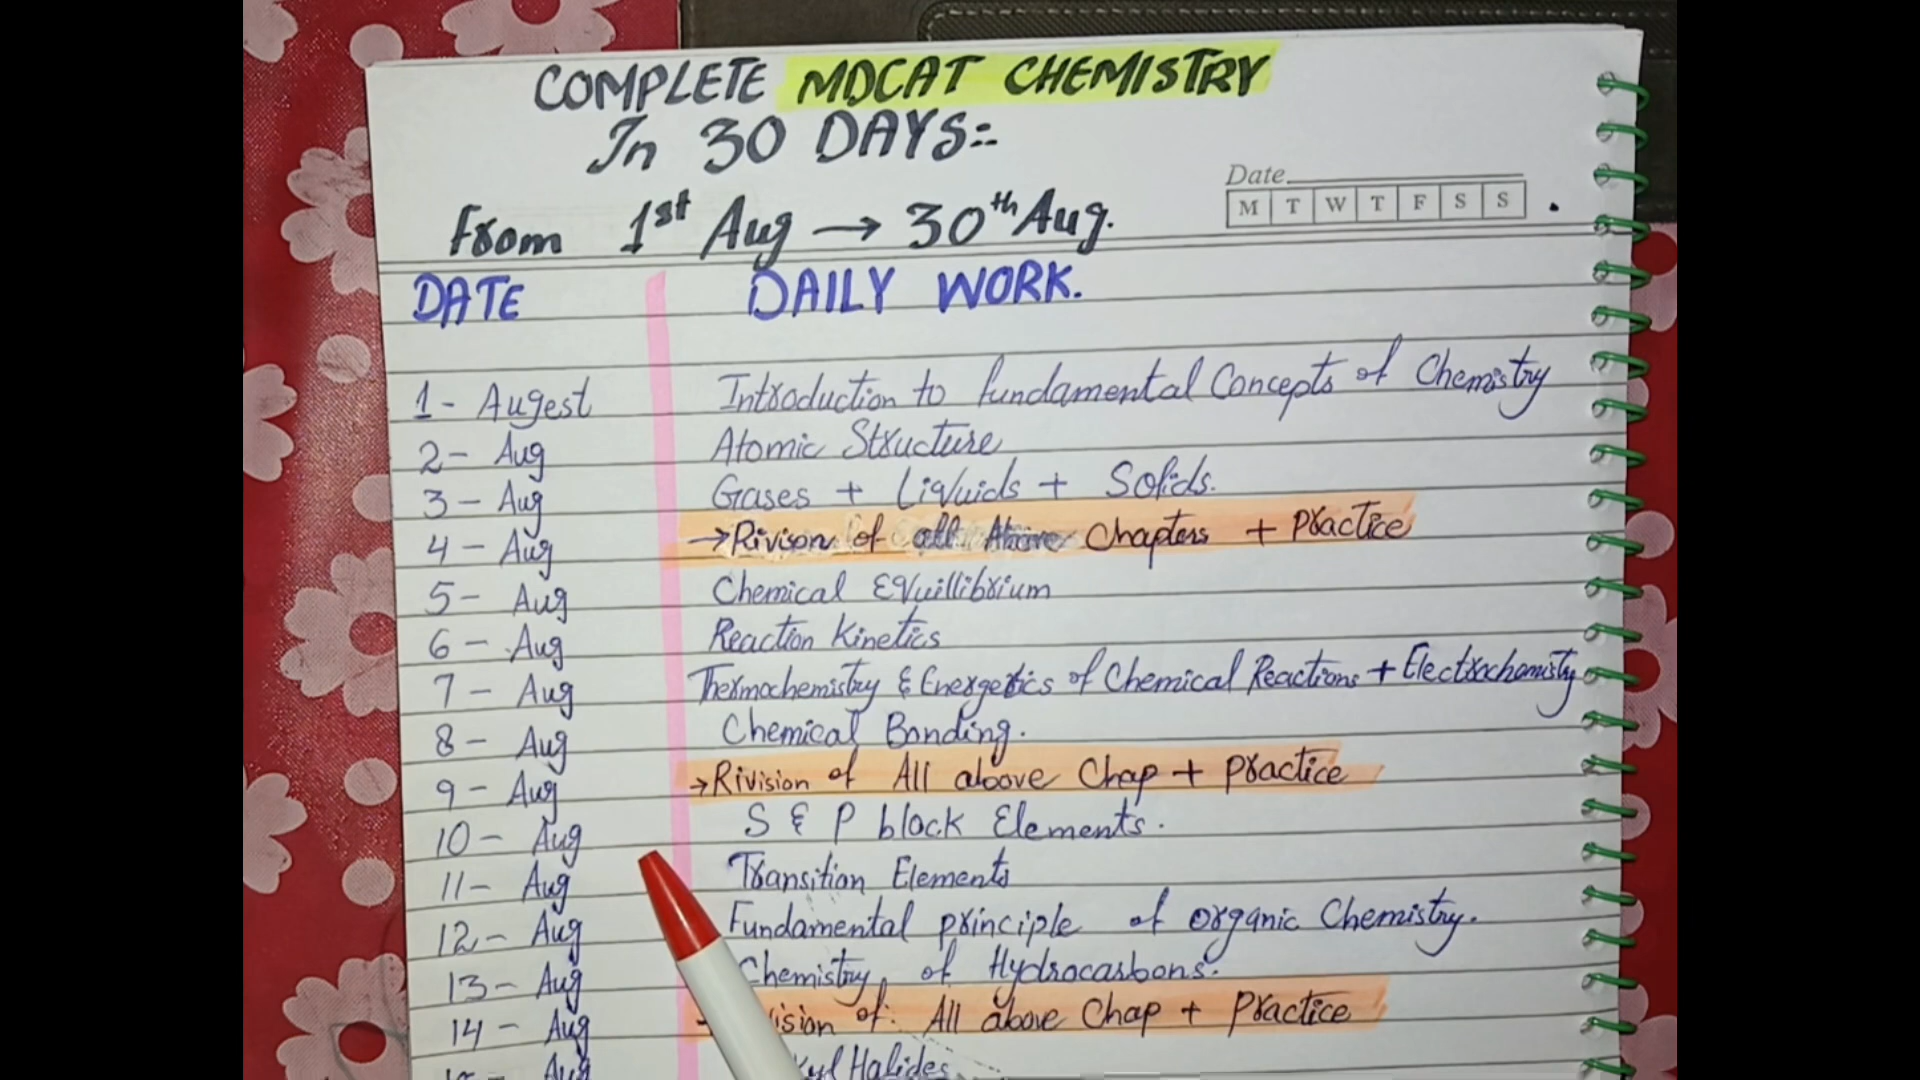 COMPLETE MDCAT CHEMISTRY
In 30 DAYS:-
Date
M T W T F S S
From 1st Aug → 30th Aug.
DATE DAILY WORK.
1- Augest Introduction to fundamental Concepts of Chemistry
2- Aug Atomic Structure
3- Aug Gases + Liquids + Solids.
4- Aug → Rivison of all Above Chapters + Practice
5- Aug Chemical EQuillibrium
6- Aug Reaction Kinetics
7- Aug Thermochemistry & Energetics of Chemical Reactions + Electrochemistry
8- Aug Chemical Bonding.
9- Aug → Rivision of All above Chap + practice
10- Aug S & P block Elements.
11- Aug Transition Elements
12- Aug Fundamental principle of organic Chemistry.
13- Aug Chemistry of Hydrocarbons.
14- Aug ision of All above Chap + Practice
Aug Halides